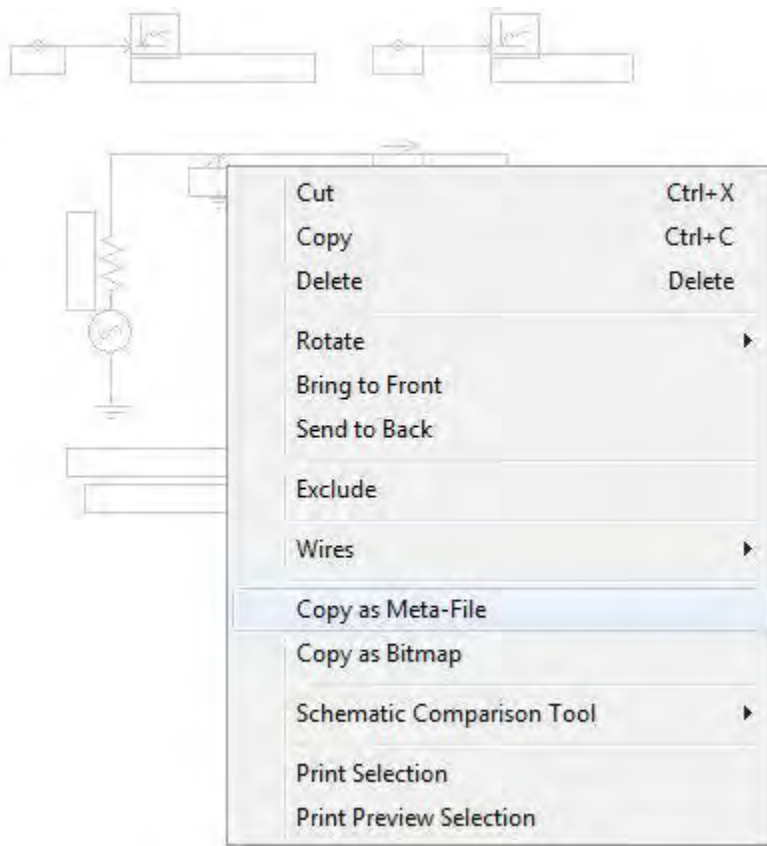 Cut Ctrl+X
Copy Ctrl+C
Delete Delete
Rotate
Bring to Front
Send to Back
Exclude
Wires
Copy as Meta-File
Copy as Bitmap
Schematic Comparison Tool
Print Selection
Print Preview Selection